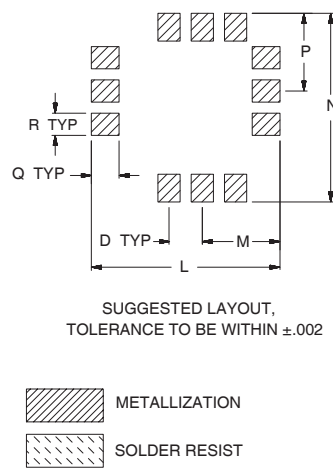 P
N
R TYP
Q TYP
D TYP
M
L
SUGGESTED LAYOUT,
TOLERANCE TO BE WITHIN ±.002
METALLIZATION
SOLDER RESIST